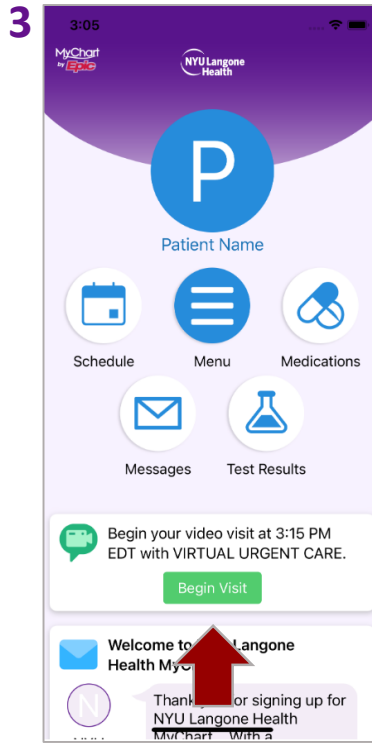 3
3:05
MyChart
by Epic
NYU Langone
Health
P
Patient Name
Schedule
Menu
Medications
Messages
Test Results
Begin your video visit at 3:15 PM
EDT with VIRTUAL URGENT CARE.
Begin Visit
Welcome to Langone
Health
N
Thank for signing up for
NYU Langone Health
MyChart. With a